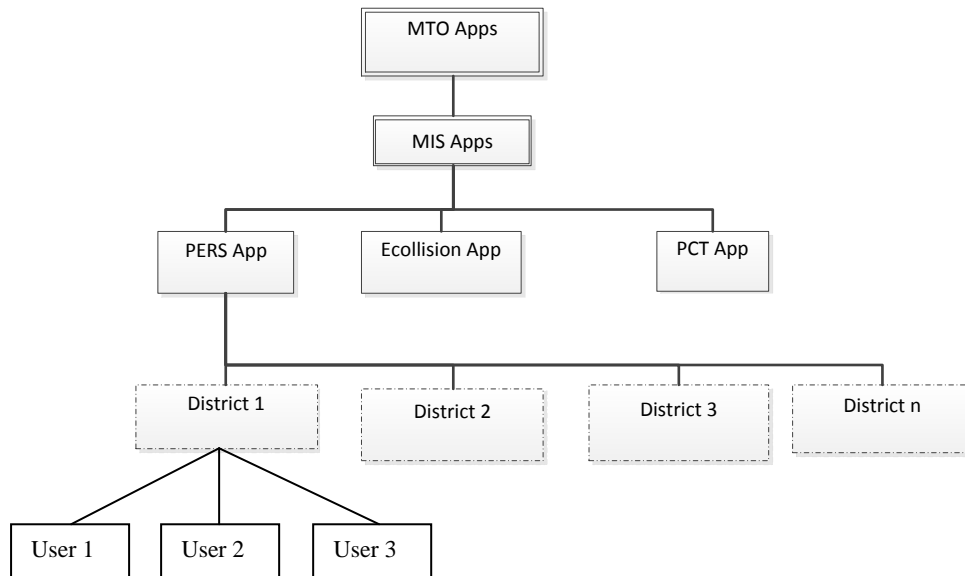 MTO Apps
MIS Apps
PERS App
Ecollision App
PCT App
District 1
District 2
District 3
District n
User 1
User 2
User 3